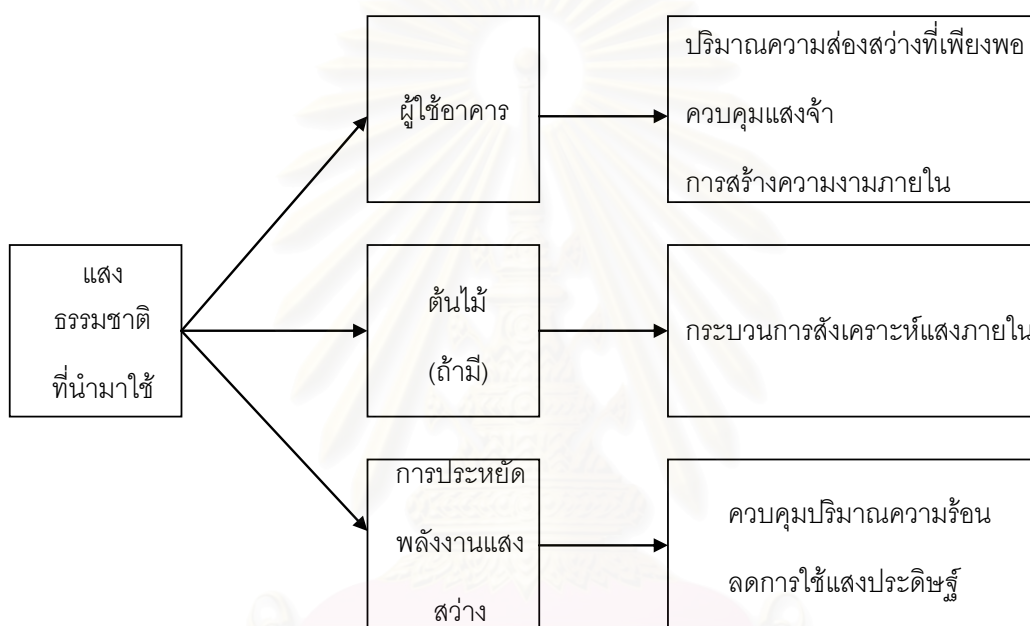 ปริมาณความส่องสว่างที่เพียงพอ
ผู้ใช้อาคาร
ควบคุมแสงจ้า
การสร้างความงามภายใน
แสง
ธรรมชาติ
ที่นำมาใช้
ต้นไม้
(ถ้ามี)
กระบวนการสังเคราะห์แสงภายใน
การประหยัด
พลังงานแสง
สว่าง
ควบคุมปริมาณความร้อน
ลดการใช้แสงประดิษฐ์